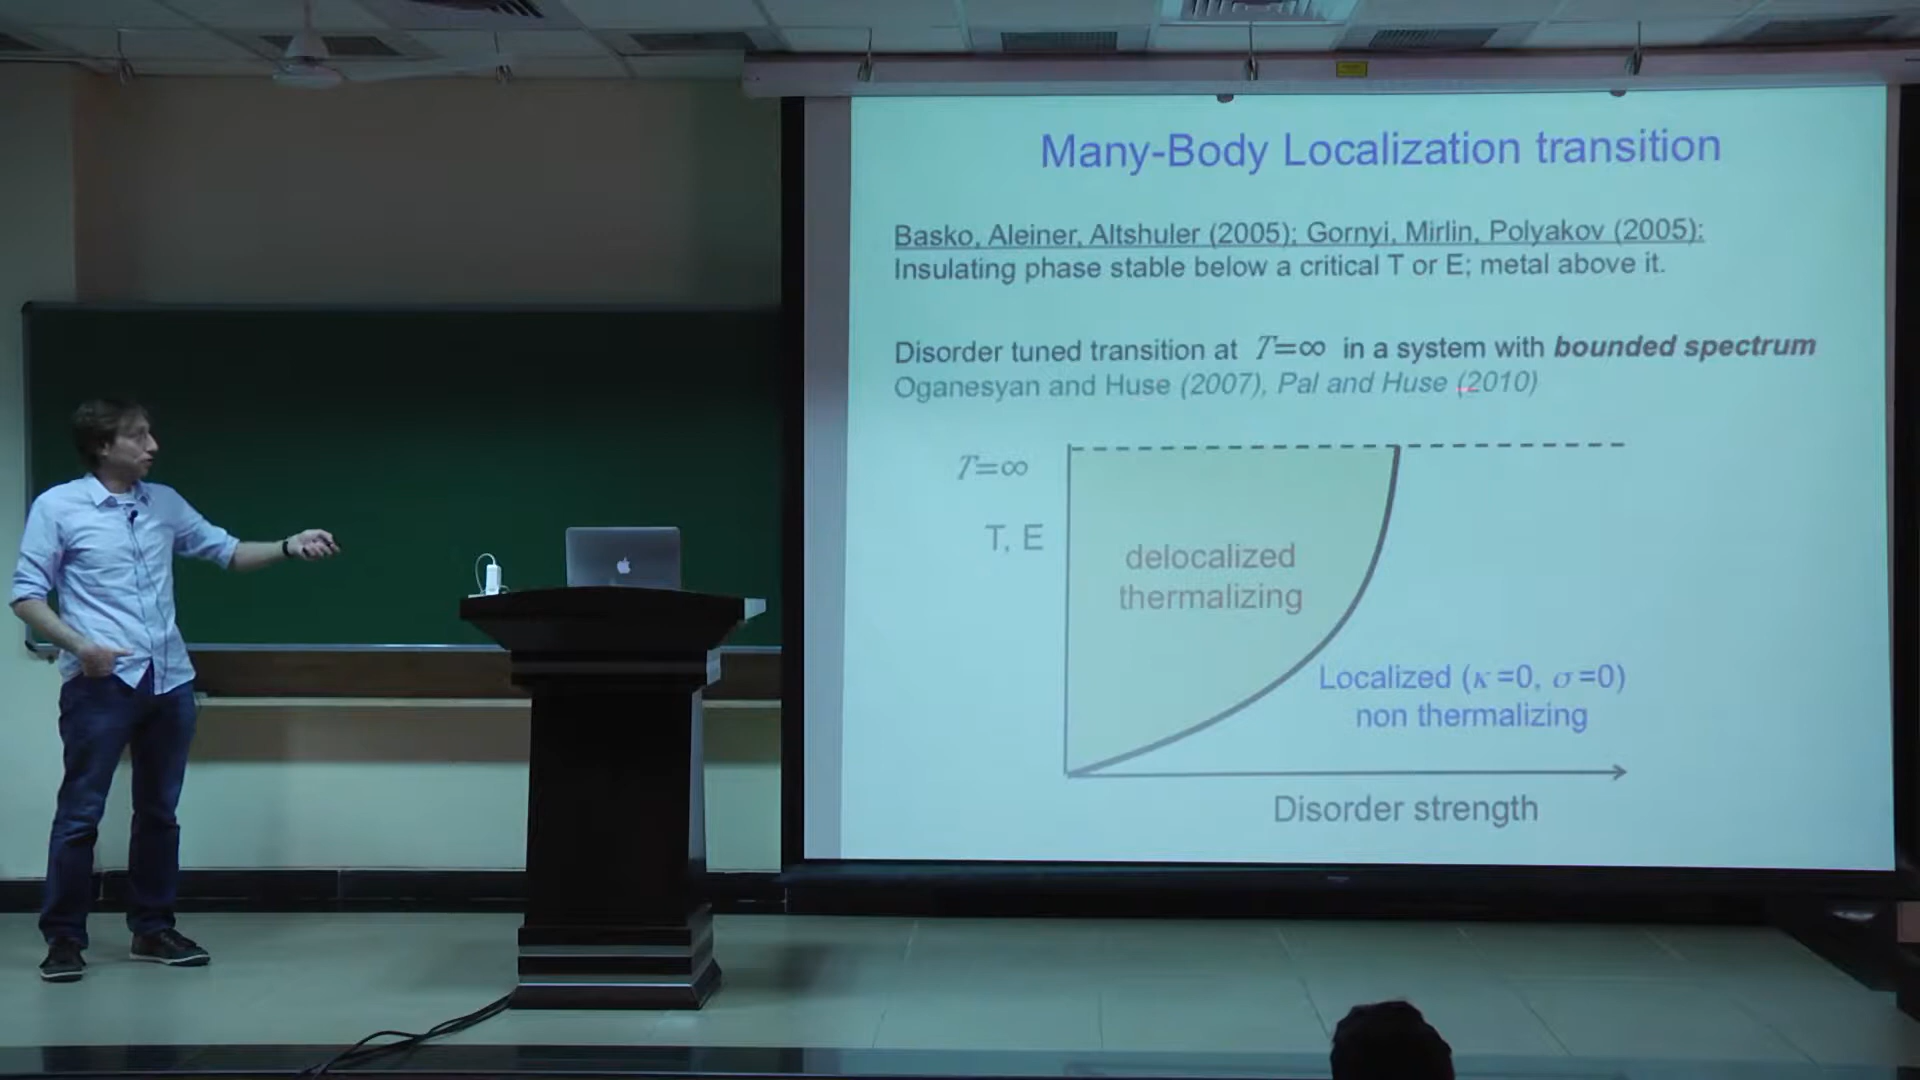 Many-Body Localization transition
Basko, Aleiner, Altshuler (2005); Gornyi, Mirlin, Polyakov (2005):
Insulating phase stable below a critical T or E; metal above it.
Disorder tuned transition at T=∞ in a system with bounded spectrum
Oganesyan and Huse (2007), Pal and Huse (2010)
T=∞
T, E
delocalized
thermalizing
Localized (κ=0, σ=0)
non thermalizing
Disorder strength